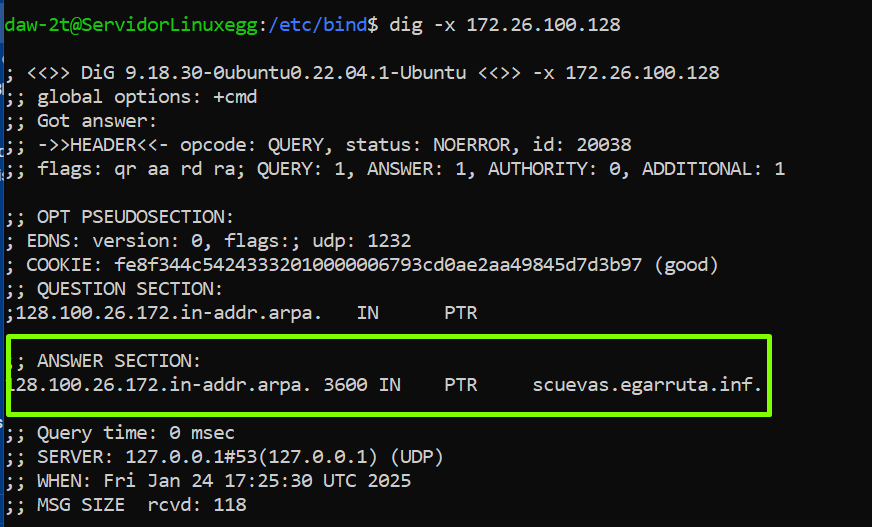 daw-2t@ServidorLinuxegg:/etc/bind$ dig -x 172.26.100.128
; <<>> DiG 9.18.30-0ubuntu0.22.04.1-Ubuntu <<>> -x 172.26.100.128
;; global options: +cmd
;; Got answer:
;; ->>HEADER<<- opcode: QUERY, status: NOERROR, id: 20038
;; flags: qr aa rd ra; QUERY: 1, ANSWER: 1, AUTHORITY: 0, ADDITIONAL: 1
;; OPT PSEUDOSECTION:
; EDNS: version: 0, flags:; udp: 1232
; COOKIE: fe8f344c54243332010000006793cd0ae2aa49845d7d3b97 (good)
;; QUESTION SECTION:
;128.100.26.172.in-addr.arpa. IN PTR
;; ANSWER SECTION:
128.100.26.172.in-addr.arpa. 3600 IN PTR scuevas.egarruta.inf.
;; Query time: 0 msec
;; SERVER: 127.0.0.1#53(127.0.0.1) (UDP)
;; WHEN: Fri Jan 24 17:25:30 UTC 2025
;; MSG SIZE rcvd: 118